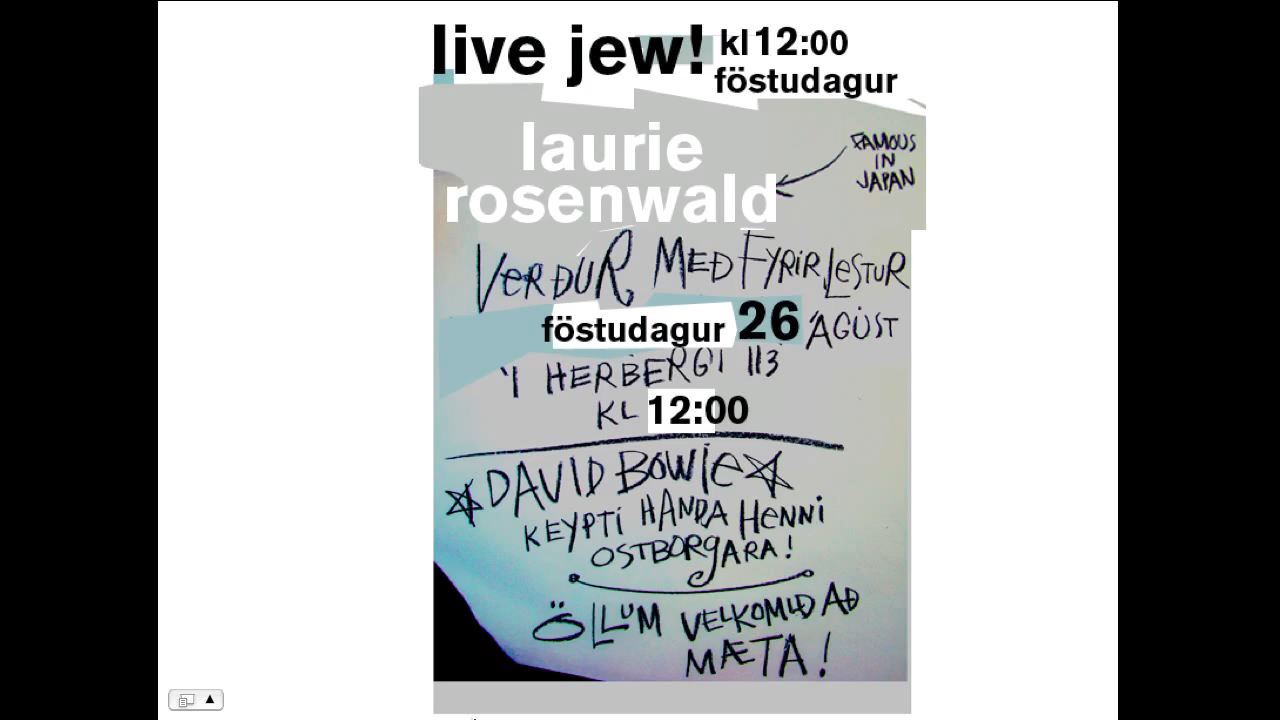 live jew! kl 12:00
föstudagur
laurie
rosenwald
FAMOUS
IN
JAPAN
VERÐUR MEÐ FYRIRLESTUR
föstudagur 26 ÁGÚST
Í HERBERGI 113
KL 12:00
DAVID BOWIE
KEYPTI HANDA HENNI
OSTBORGARA!
ÖLLUM VELKOMIÐ AÐ
MÆTA!